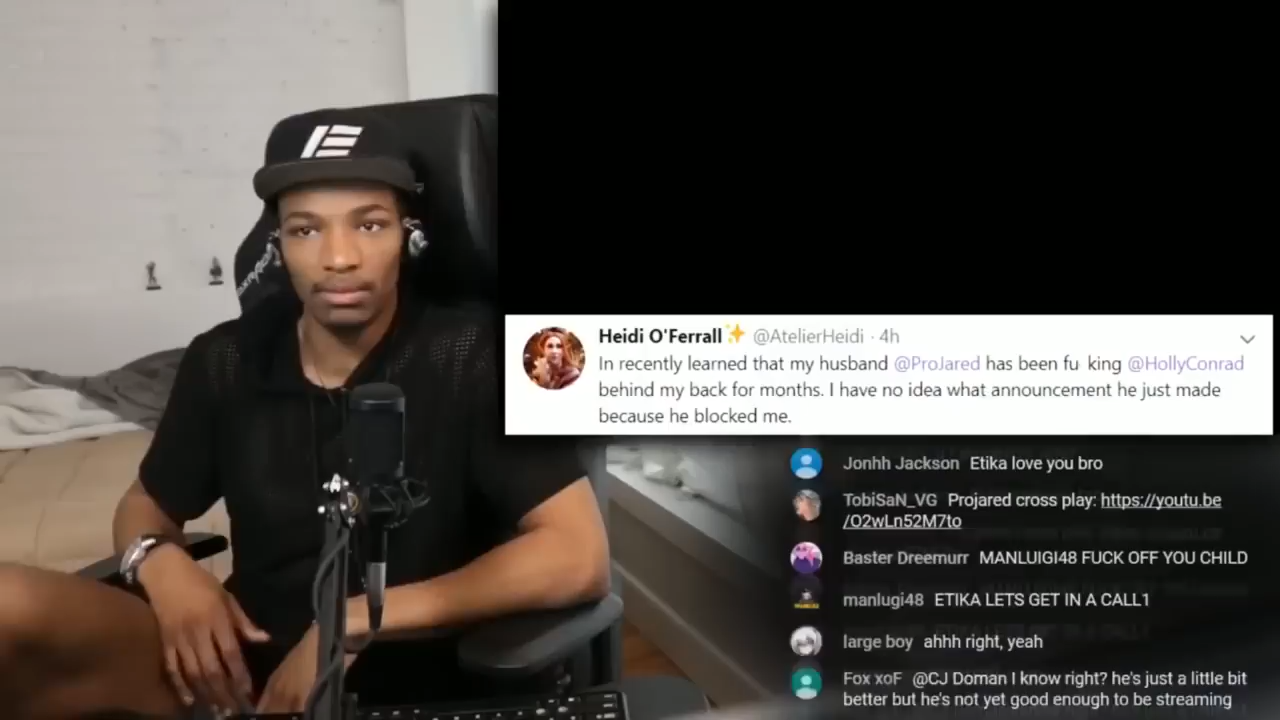 Heidi O'Ferrall✨ @AtelierHeidi · 4h
In recently learned that my husband @ProJared has been fu king @HollyConrad
behind my back for months. I have no idea what announcement he just made
because he blocked me.
Jonhh Jackson Etika love you bro
TobiSaN_VG Projared cross play: https://youtu.be
/O2wLn52M7to
Baster Dreemurr MANLUIGI48 FUCK OFF YOU CHILD
manlugi48 ETIKA LETS GET IN A CALL1
large boy ahhh right, yeah
Fox xoF @CJ Doman I know right? he's just a little bit
better but he's not yet good enough to be streaming